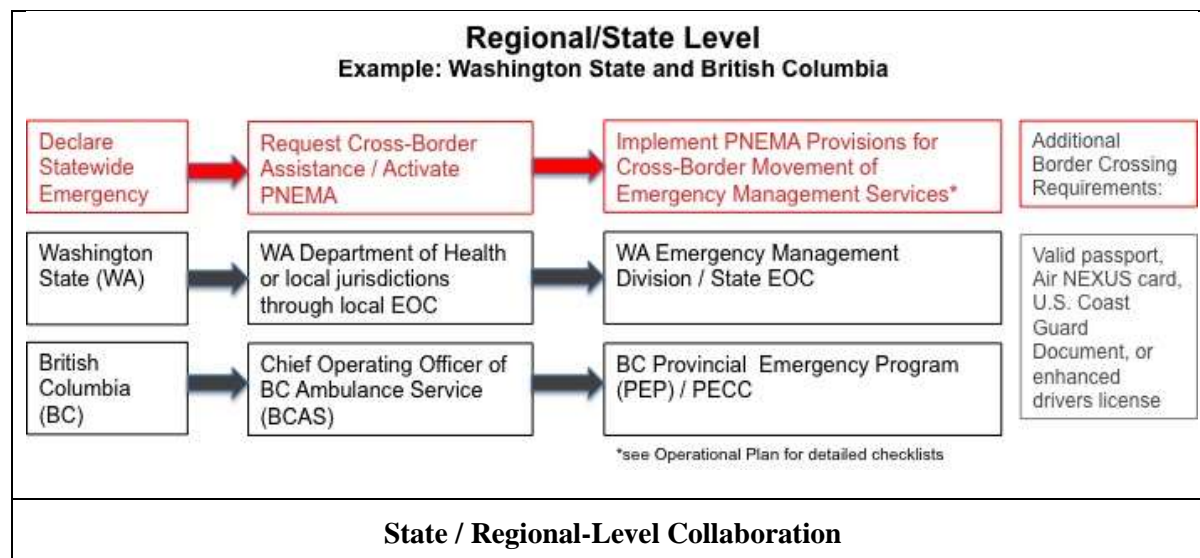 Regional/State Level
Example: Washington State and British Columbia
Declare
Statewide
Emergency
Request Cross-Border
Assistance / Activate
PNEMA
Implement PNEMA Provisions for
Cross-Border Movement of
Emergency Management Services*
Additional
Border Crossing
Requirements:
Washington
State (WA)
WA Department of Health
or local jurisdictions
through local EOC
WA Emergency Management
Division / State EOC
Valid passport,
Air NEXUS card,
U.S. Coast
Guard
Document, or
enhanced
drivers license
British
Columbia
(BC)
Chief Operating Officer of
BC Ambulance Service
(BCAS)
BC Provincial Emergency Program
(PEP) / PECC
*see Operational Plan for detailed checklists
State / Regional-Level Collaboration